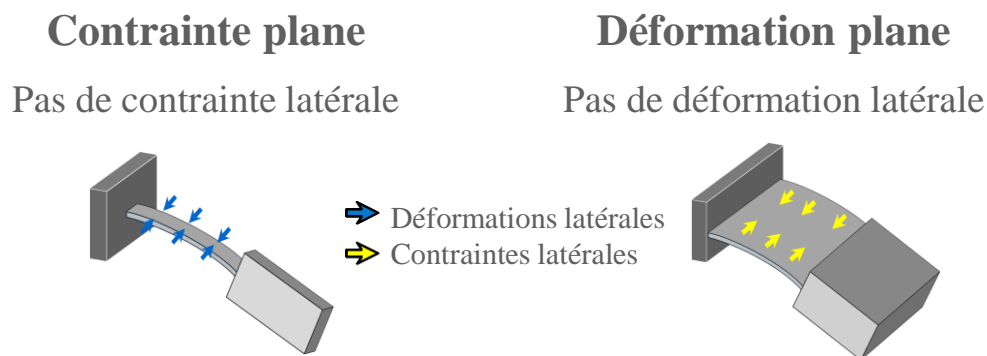 Contrainte plane
Déformation plane
Pas de contrainte latérale
Pas de déformation latérale
Déformations latérales
Contraintes latérales